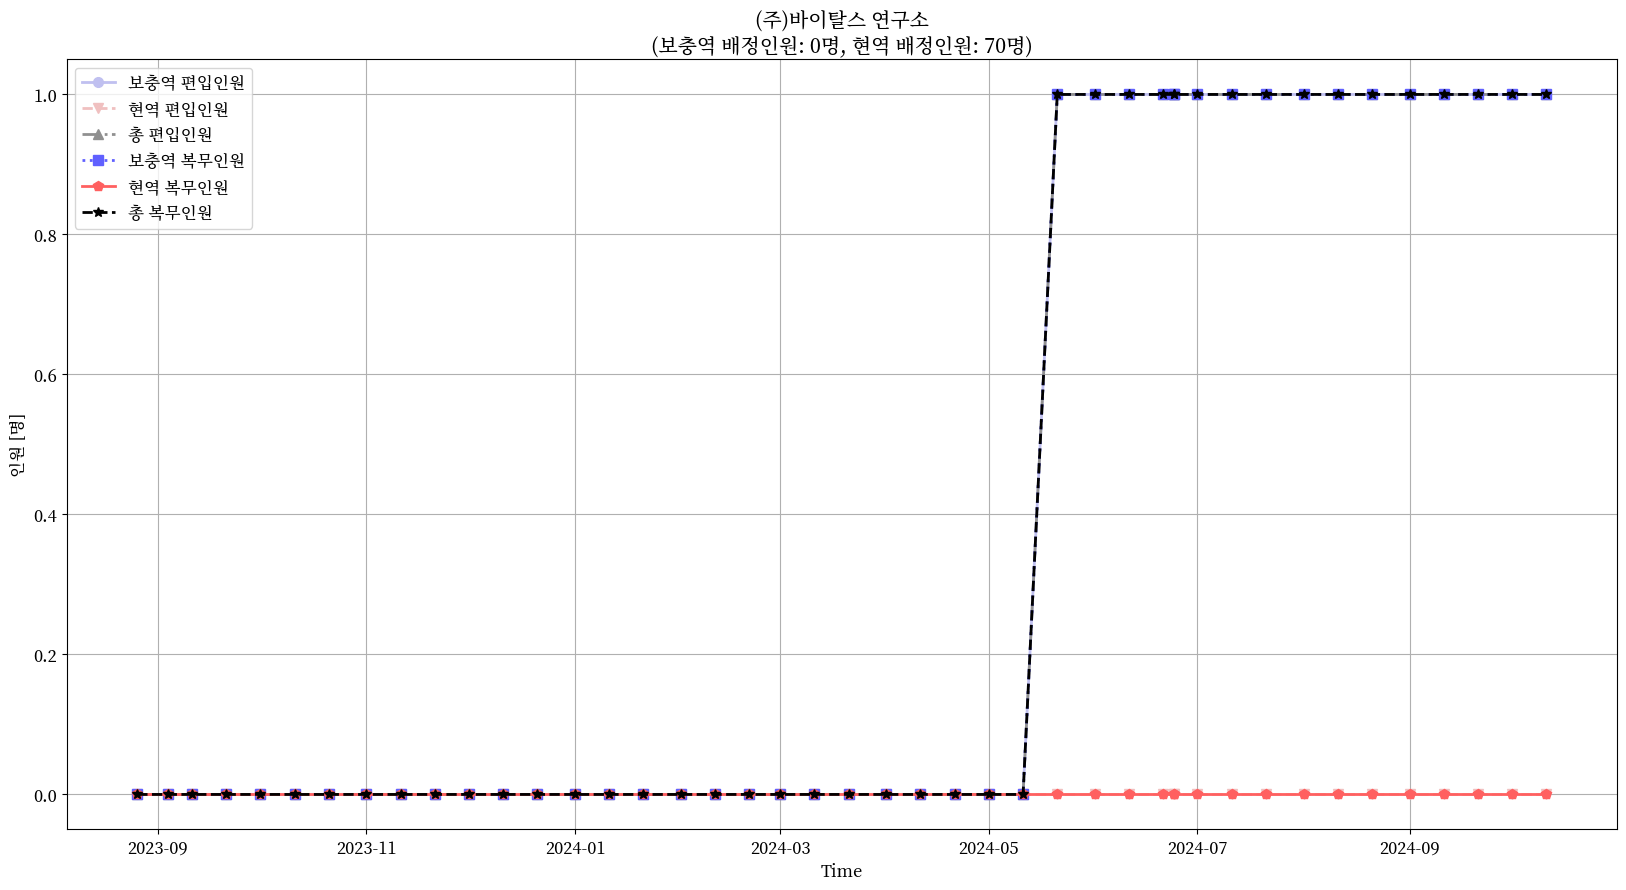 (주)바이탈스 연구소
(보충역 배정인원: 0명, 현역 배정인원: 70명)
보충역 편입인원
현역 편입인원
총 편입인원
보충역 복무인원
현역 복무인원
총 복무인원
1.0
0.8
0.6
0.4
0.2
0.0
인원 [명]
2023-09 2023-11 2024-01 2024-03 2024-05 2024-07 2024-09
Time